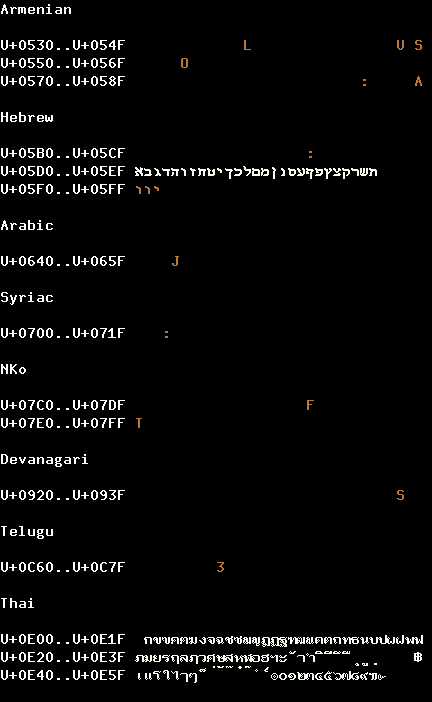 Armenian
U+0530..U+054F L U S
U+0550..U+056F O
U+0570..U+058F : A
Hebrew
U+05B0..U+05CF :
U+05D0..U+05EF אבגדהוזחטיךכלםמןנסעףפץצקרשת
U+05F0..U+05FF ווי
Arabic
U+0640..U+065F J
Syriac
U+0700..U+071F :
NKo
U+07C0..U+07DF F
U+07E0..U+07FF T
Devanagari
U+0920..U+093F S
Telugu
U+0C60..U+0C7F 3
Thai
U+0E00..U+0E1F กขฃคฅฆงจฉชซฌญฎฏฐฑฒณดตถทธนบปผฝพฟ
U+0E20..U+0E3F ภมยรฤลฦวศษสหฬอฮฯะัาำิีึืฺุู ฿
U+0E40..U+0E5F เแโใไๅๆ็่้๊๋์ํ๎๏๐๑๒๓๔๕๖๗๘๙๚๛